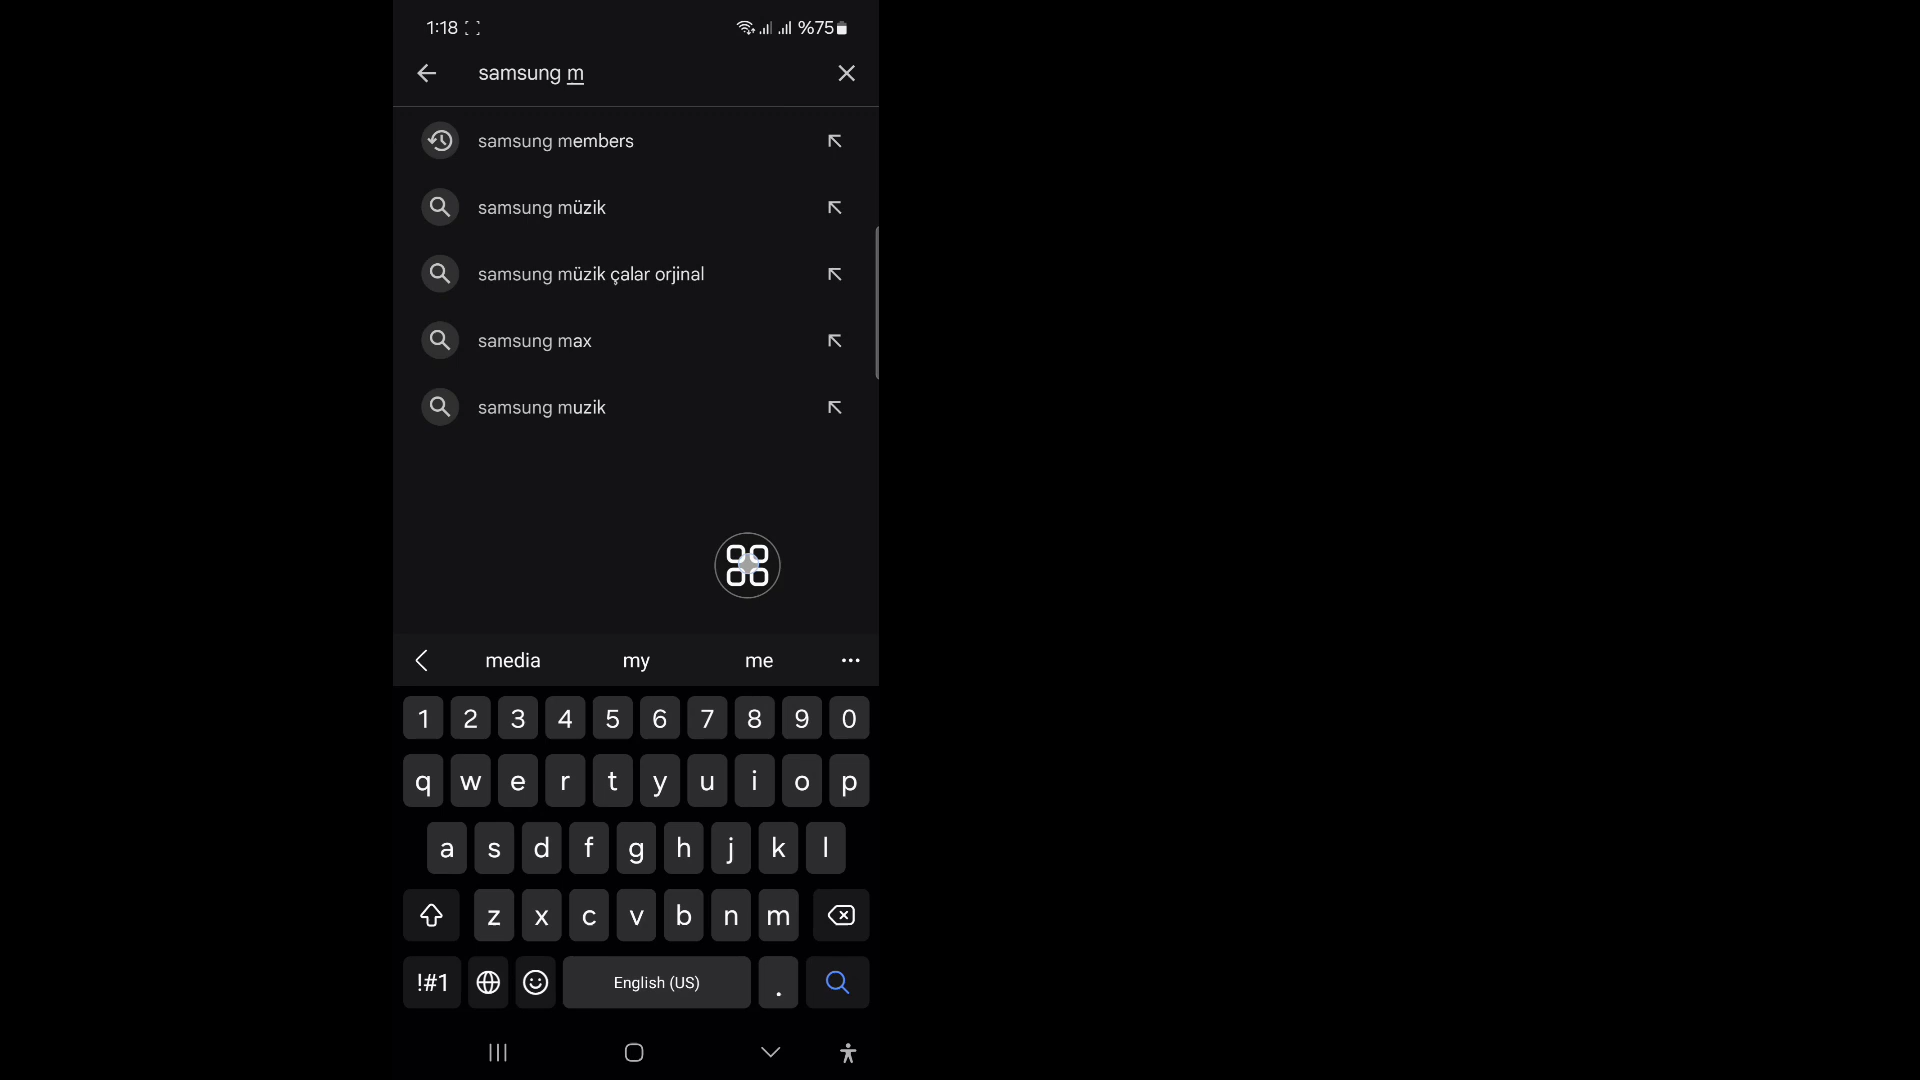 1:18 %75
samsung m
samsung members
samsung müzik
samsung müzik çalar orjinal
samsung max
samsung muzik
media my me
1 2 3 4 5 6 7 8 9 0
q w e r t y u i o p
a s d f g h j k l
z x c v b n m
!#1 English (US) .